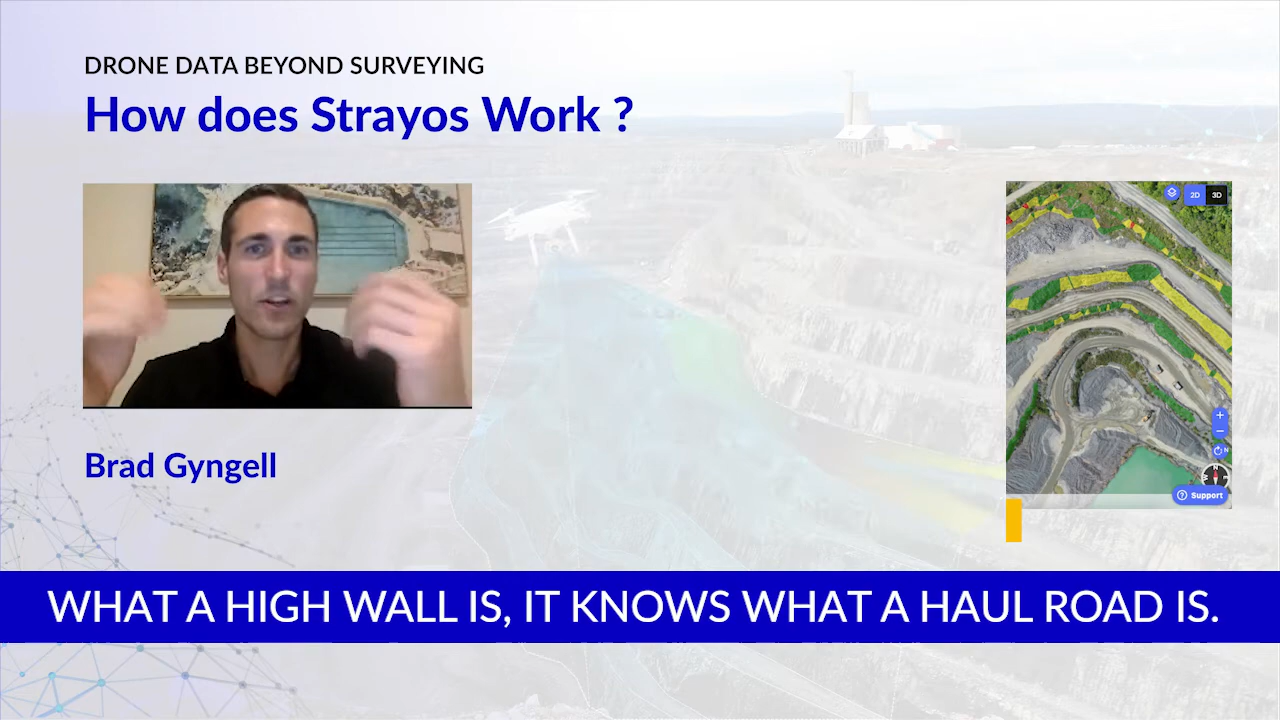 DRONE DATA BEYOND SURVEYING
How does Strayos Work ?
2D 3D
Brad Gyngell
+
−
N
N
Support
WHAT A HIGH WALL IS, IT KNOWS WHAT A HAUL ROAD IS.